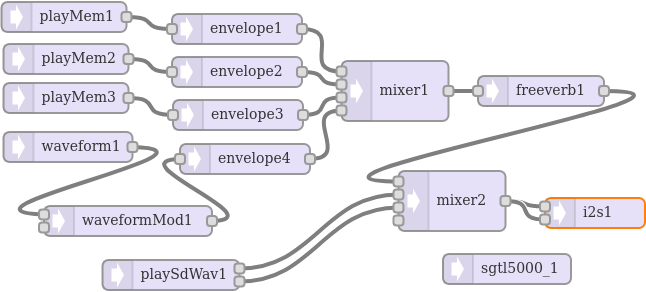 playMem1
envelope1
playMem2
envelope2
mixer1
freeverb1
playMem3
envelope3
waveform1
envelope4
waveformMod1
mixer2
i2s1
playSdWav1
sgtl5000_1